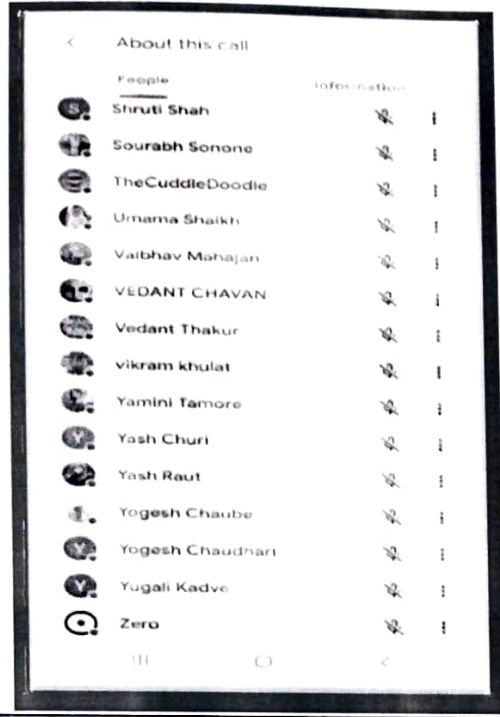 About this call
People Information
S Shruti Shah
Sourabh Sonone
TheCuddleDoodle
Umama Shaikh
Vaibhav Mahajan
VEDANT CHAVAN
Vedant Thakur
vikram khulat
Yamini Tamore
Y Yash Churi
Yash Raut
Yogesh Chaube
Y Yogesh Chaudhari
Y Yugali Kadve
Zero